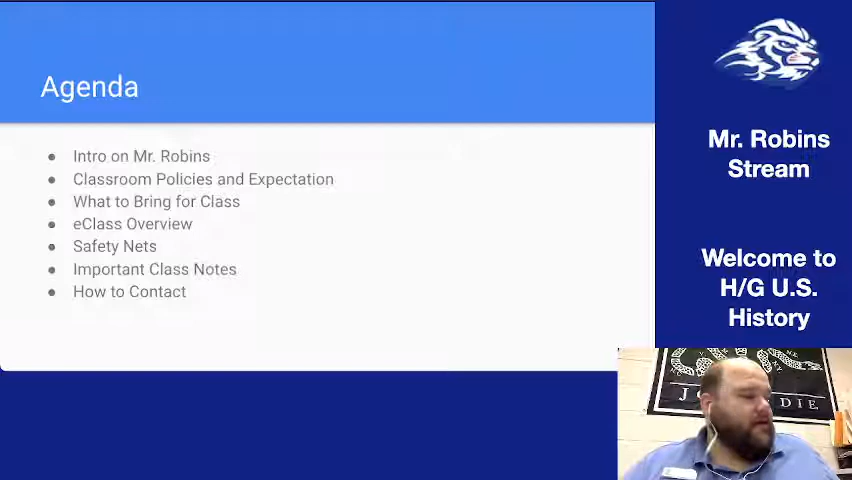 Agenda
Intro on Mr. Robins
Classroom Policies and Expectation
What to Bring for Class
eClass Overview
Safety Nets
Important Class Notes
How to Contact
Mr. Robins
Stream
Welcome to
H/G U.S.
History
DIE